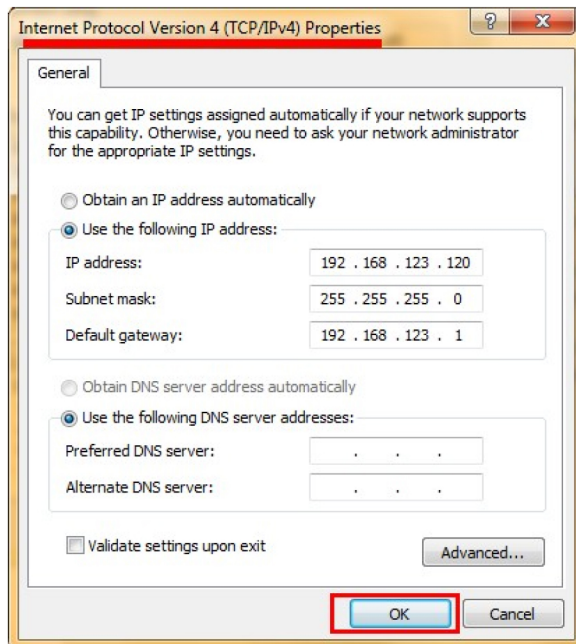 Internet Protocol Version 4 (TCP/IPv4) Properties
?
X
General
You can get IP settings assigned automatically if your network supports
this capability. Otherwise, you need to ask your network administrator
for the appropriate IP settings.
Obtain an IP address automatically
Use the following IP address:
IP address: 192 . 168 . 123 . 120
Subnet mask: 255 . 255 . 255 . 0
Default gateway: 192 . 168 . 123 . 1
Obtain DNS server address automatically
Use the following DNS server addresses:
Preferred DNS server: . . .
Alternate DNS server: . . .
Validate settings upon exit
Advanced...
OK Cancel